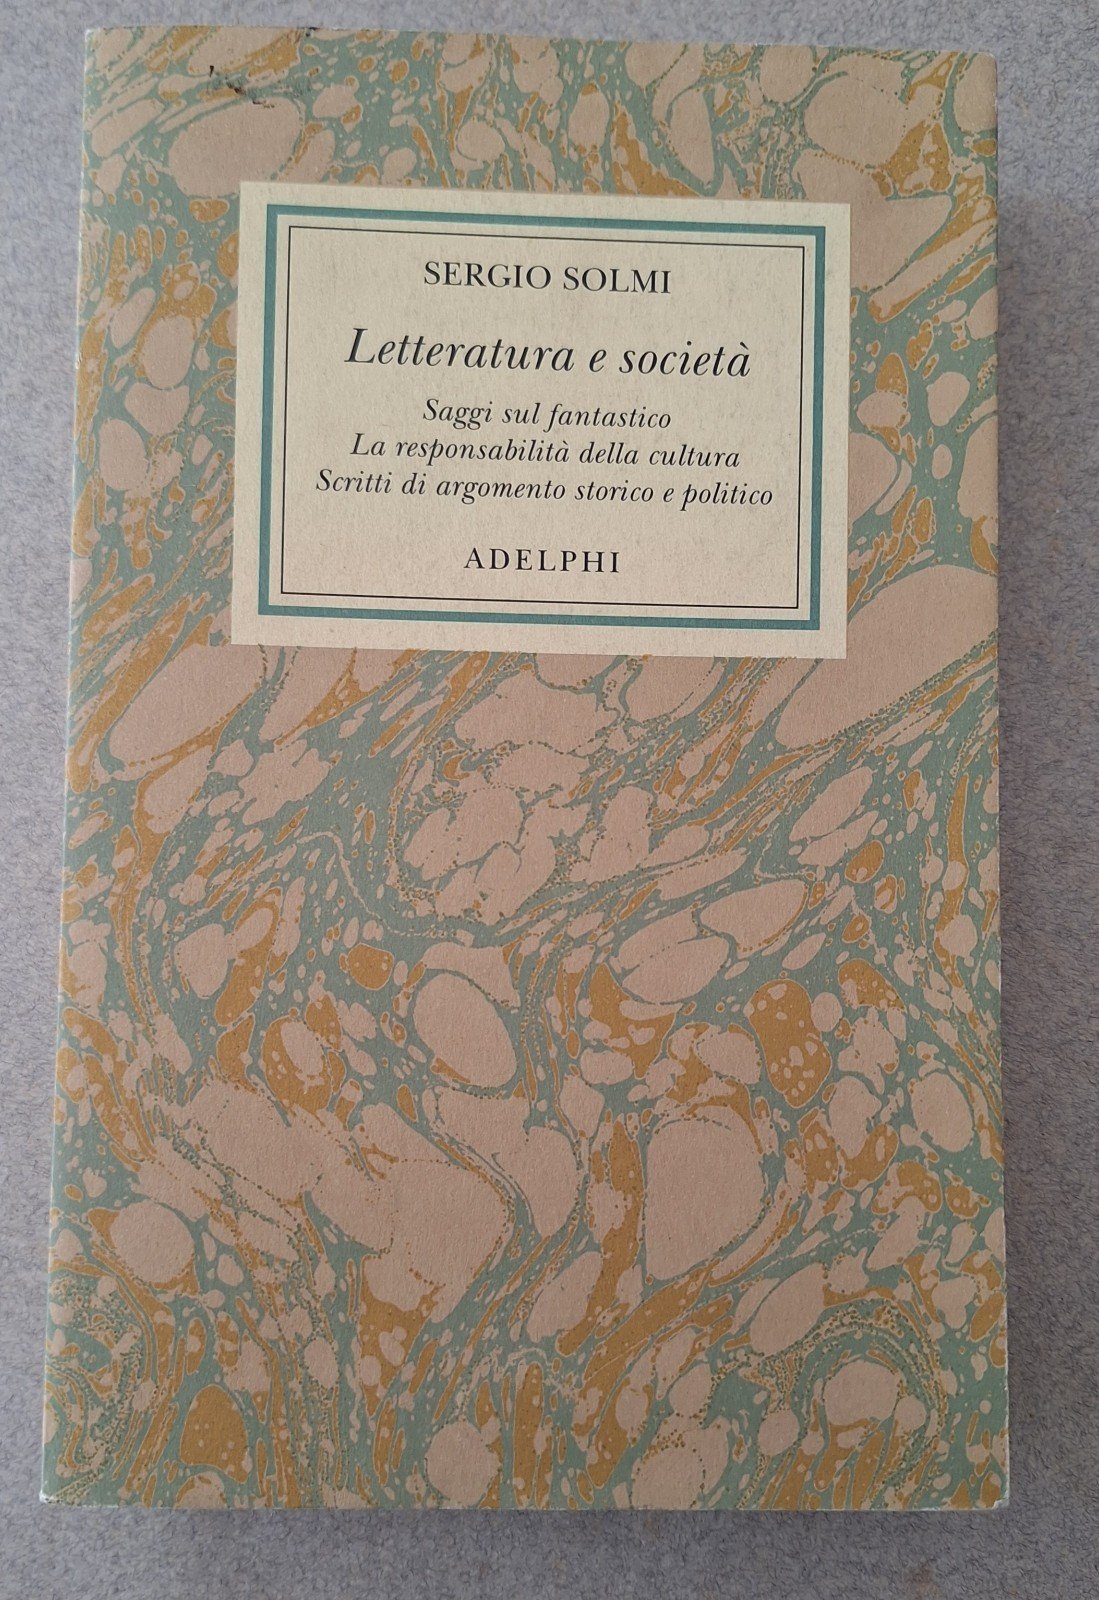 SERGIO SOLMI
Letteratura e società
Saggi sul fantastico
La responsabilità della cultura
Scritti di argomento storico e politico
ADELPHI